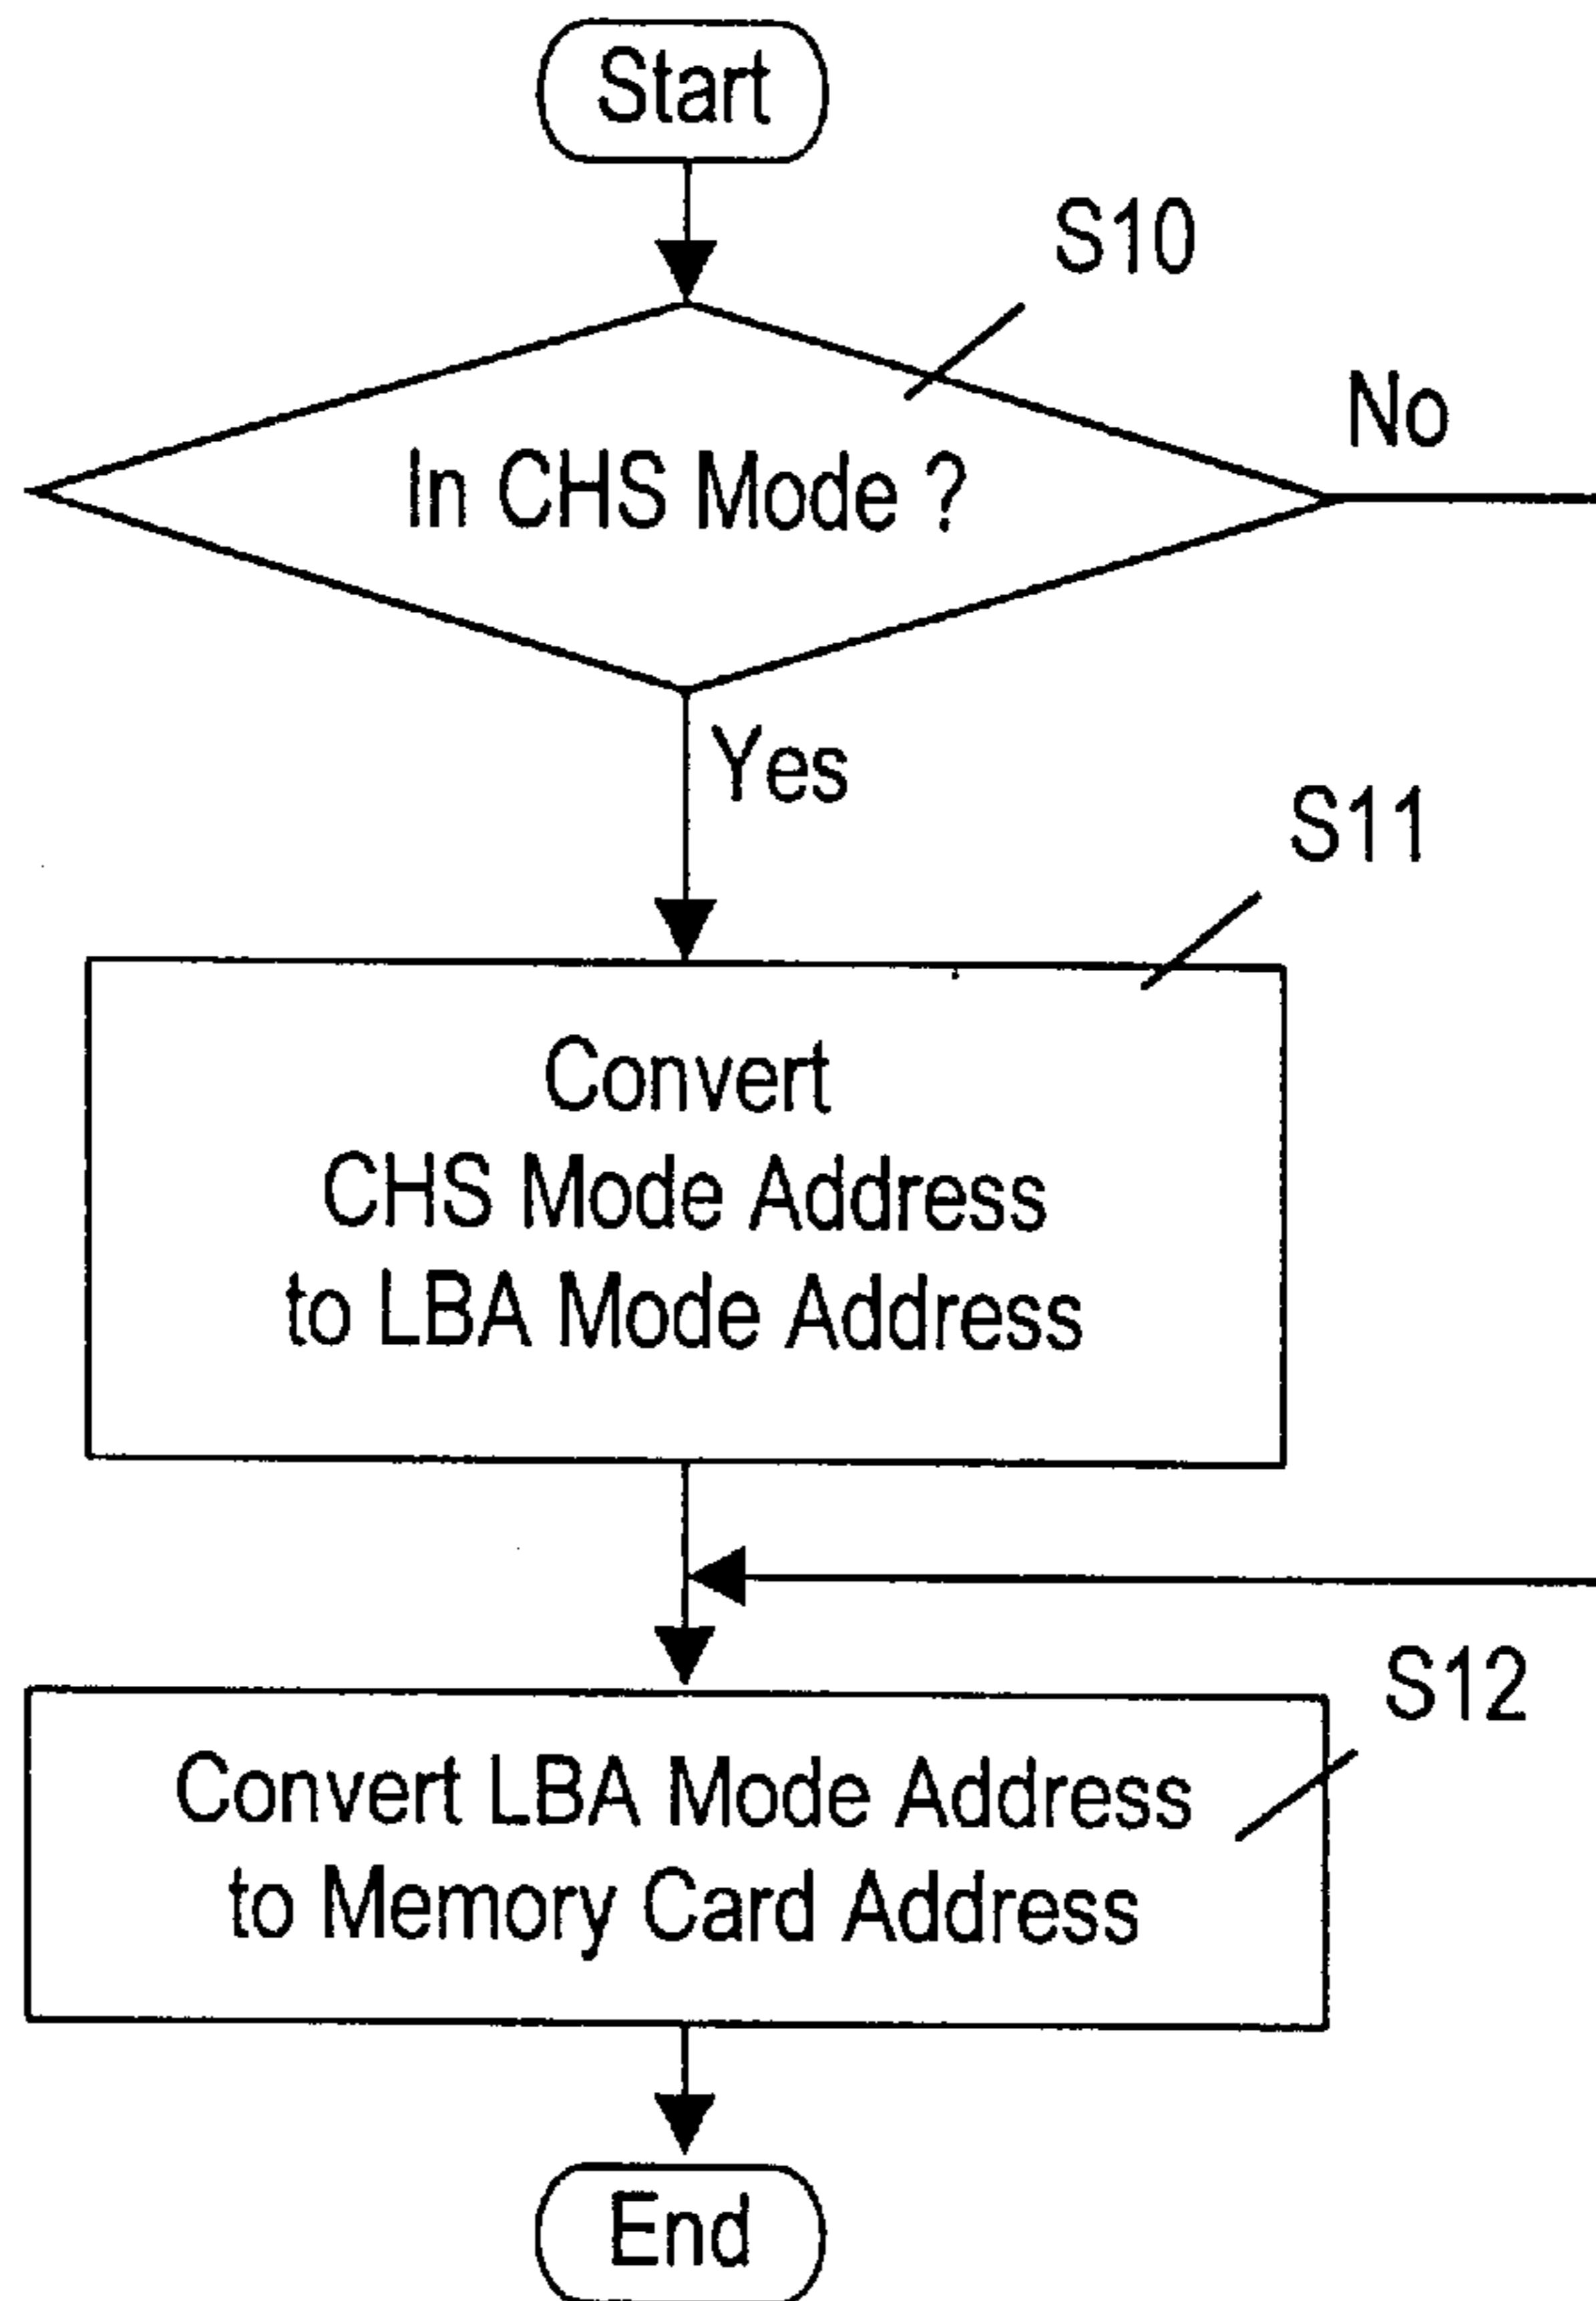 Start
S10
No
In CHS Mode ?
Yes
S11
Convert
CHS Mode Address
to LBA Mode Address
S12
Convert LBA Mode Address
to Memory Card Address
End